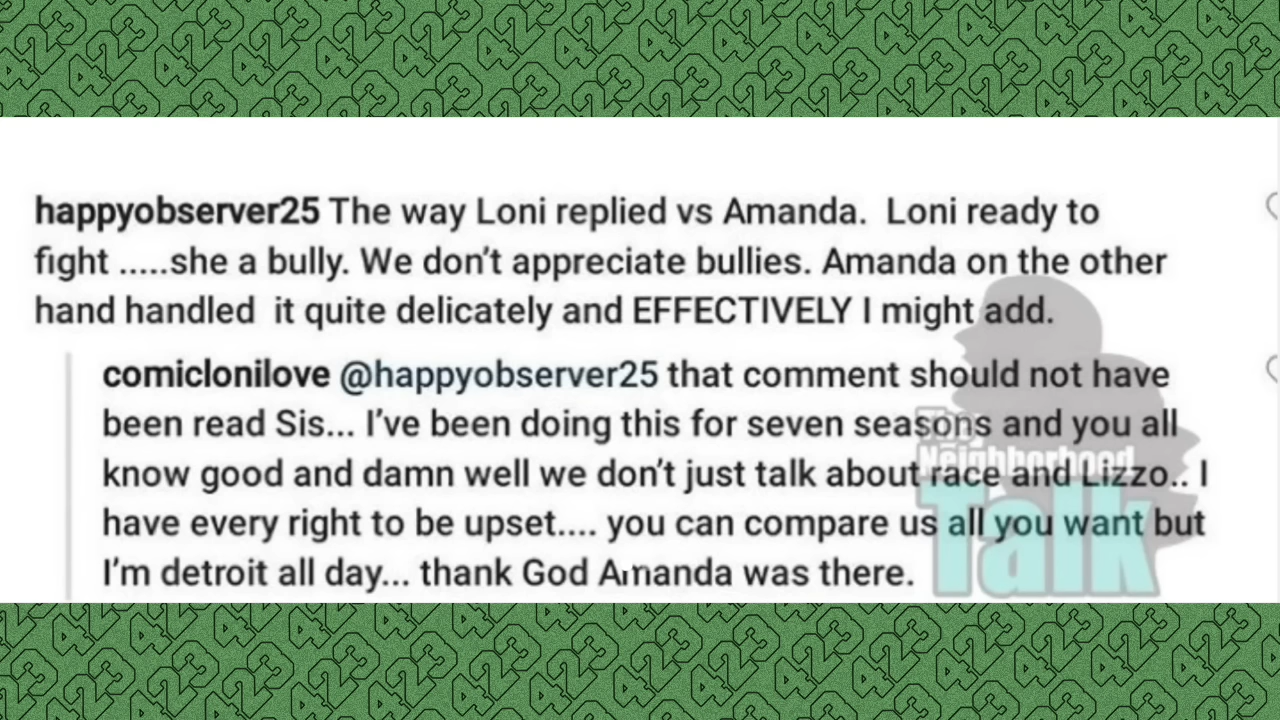 happyobserver25 The way Loni replied vs Amanda.  Loni ready to
fight .....she a bully. We don’t appreciate bullies. Amanda on the other
hand handled  it quite delicately and EFFECTIVELY I might add.
comiclonilove @happyobserver25 that comment should not have
been read Sis... I’ve been doing this for seven seasons and you all
know good and damn well we don’t just talk about race and Lizzo.. I
have every right to be upset.... you can compare us all you want but
I’m detroit all day... thank God Amanda was there.
The
Neighborhood
Talk